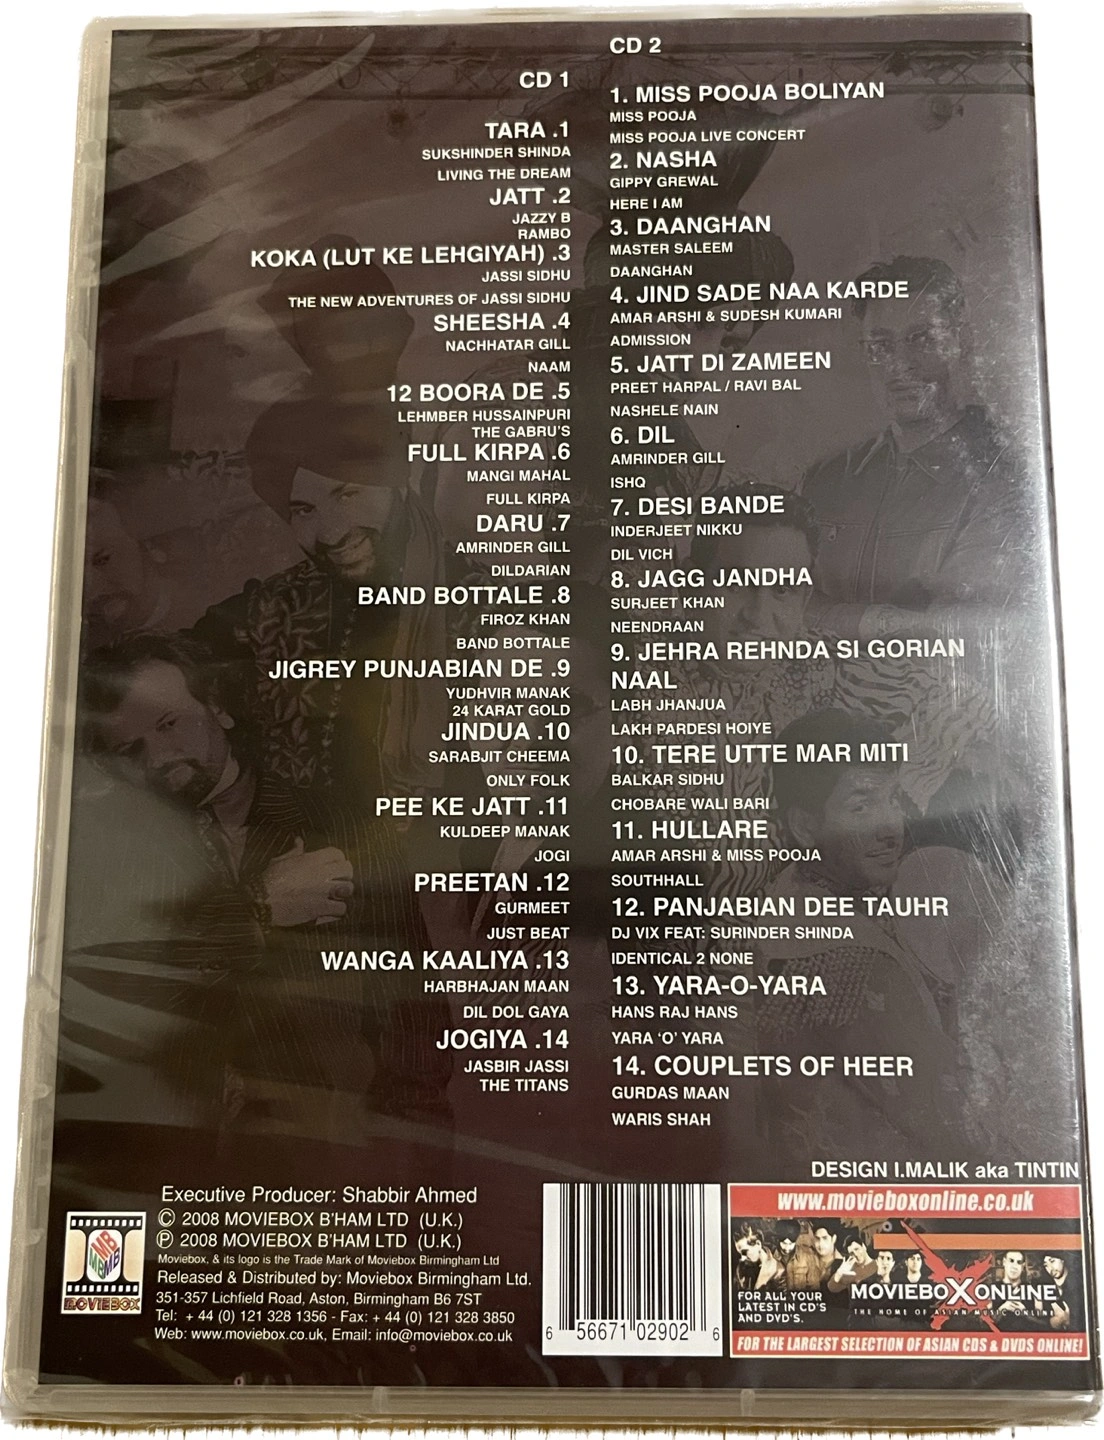 CD 1
TARA .1
SUKSHINDER SHINDA
LIVING THE DREAM
JATT .2
JAZZY B
RAMBO
KOKA (LUT KE LEHGIYAH) .3
JASSI SIDHU
THE NEW ADVENTURES OF JASSI SIDHU
SHEESHA .4
NACHHATAR GILL
NAAM
12 BOORA DE .5
LEHMBER HUSSAINPURI
THE GABRU'S
FULL KIRPA .6
MANGI MAHAL
FULL KIRPA
DARU .7
AMRINDER GILL
DILDARIAN
BAND BOTTALE .8
FIROZ KHAN
BAND BOTTALE
JIGREY PUNJABIAN DE .9
YUDHVIR MANAK
24 KARAT GOLD
JINDUA .10
SARABJIT CHEEMA
ONLY FOLK
PEE KE JATT .11
KULDEEP MANAK
JOGI
PREETAN .12
GURMEET
JUST BEAT
WANGA KAALIYA .13
HARBHAJAN MAAN
DIL DOL GAYA
JOGIYA .14
JASBIR JASSI
THE TITANS
CD 2
1. MISS POOJA BOLIYAN
MISS POOJA
MISS POOJA LIVE CONCERT
2. NASHA
GIPPY GREWAL
HERE I AM
3. DAANGHAN
MASTER SALEEM
DAANGHAN
4. JIND SADE NAA KARDE
AMAR ARSHI & SUDESH KUMARI
ADMISSION
5. JATT DI ZAMEEN
PREET HARPAL / RAVI BAL
NASHELE NAIN
6. DIL
AMRINDER GILL
ISHQ
7. DESI BANDE
INDERJEET NIKKU
DIL VICH
8. JAGG JANDHA
SURJEET KHAN
NEENDRAAN
9. JEHRA REHNDA SI GORIAN
NAAL
LABH JHANJUA
LAKH PARDESI HOIYE
10. TERE UTTE MAR MITI
BALKAR SIDHU
CHOBARE WALI BARI
11. HULLARE
AMAR ARSHI & MISS POOJA
SOUTHHALL
12. PANJABIAN DEE TAUHR
DJ VIX FEAT: SURINDER SHINDA
IDENTICAL 2 NONE
13. YARA-O-YARA
HANS RAJ HANS
YARA 'O' YARA
14. COUPLETS OF HEER
GURDAS MAAN
WARIS SHAH
DESIGN I.MALIK aka TINTIN
Executive Producer: Shabbir Ahmed
© 2008 MOVIEBOX B'HAM LTD (U.K.)
℗ 2008 MOVIEBOX B'HAM LTD (U.K.)
Moviebox, & its logo is the Trade Mark of Moviebox Birmingham Ltd
Released & Distributed by: Moviebox Birmingham Ltd.
351-357 Lichfield Road, Aston, Birmingham B6 7ST
Tel: + 44 (0) 121 328 1356 - Fax: + 44 (0) 121 328 3850
Web: www.moviebox.co.uk, Email: info@moviebox.co.uk
MOVIEBOX
6 56671 02902 6
www.movieboxonline.co.uk
FOR ALL YOUR
LATEST IN CD'S
AND DVD'S.
MOVIEBOXONLINE
THE HOME OF ASIAN MUSIC ONLINE
FOR THE LARGEST SELECTION OF ASIAN CDS & DVDS ONLINE!